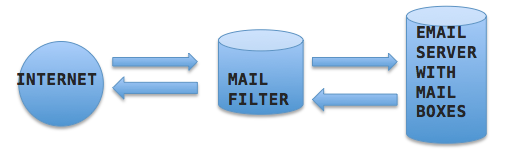 INTERNET
MAIL
FILTER
EMAIL
SERVER
WITH
MAIL
BOXES